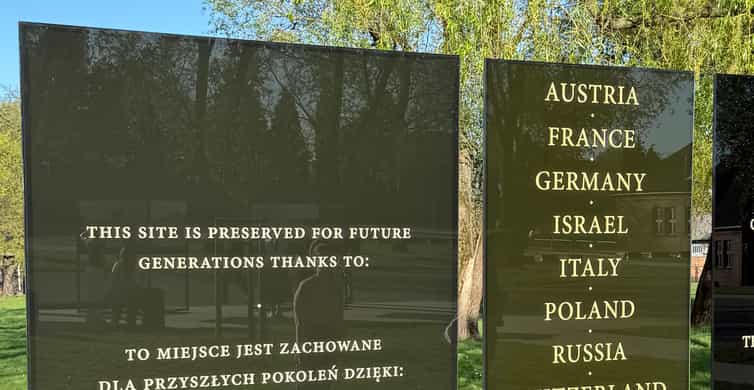 THIS SITE IS PRESERVED FOR FUTURE
GENERATIONS THANKS TO:
TO MIEJSCE JEST ZACHOWANE
DLA PRZYSZŁYCH POKOLEŃ DZIĘKI:
AUSTRIA
FRANCE
GERMANY
ISRAEL
ITALY
POLAND
RUSSIA
SWITZERLAND